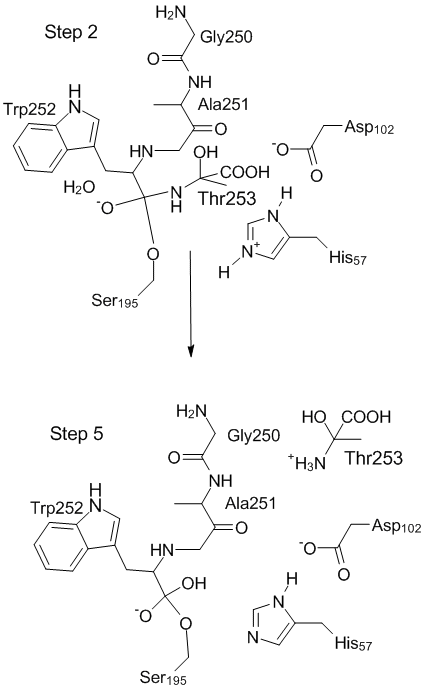 Step 2
H₂N
Gly250
O
NH
Trp252
H
N
Ala251
O
HN
OH
COOH
Thr253
H₂O
⁻O
N
H
O
Ser₁₉₅
⁻O
O
Asp₁₀₂
H
N
N⁺
H
His₅₇
Step 5
H₂N
Gly250
O
NH
Trp252
H
N
Ala251
O
HN
OH
⁻O
O
Ser₁₉₅
HO
COOH
⁺H₃N
Thr253
⁻O
O
Asp₁₀₂
H
N
N
His₅₇